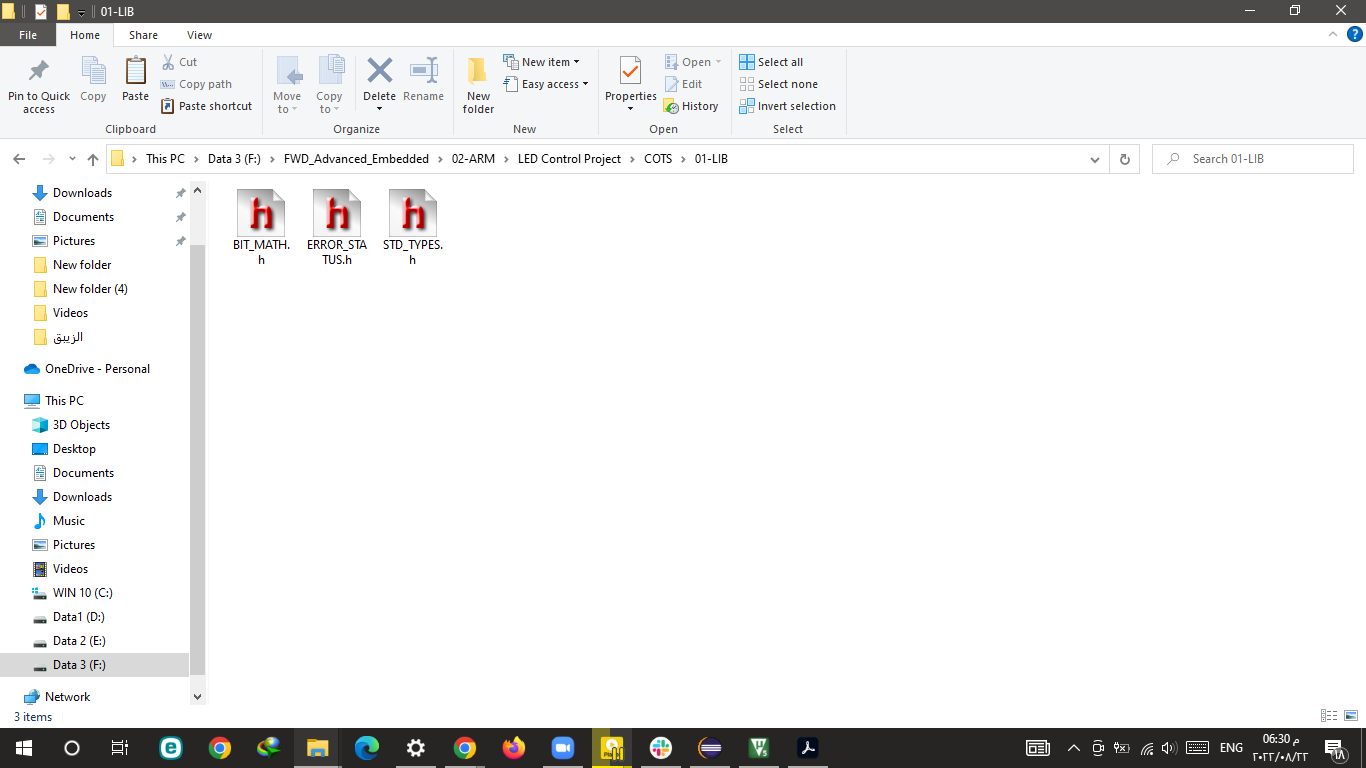 01-LIB
File Home Share View
Pin to Quick access
Copy
Paste
Cut
Copy path
Paste shortcut
Clipboard
Move to
Copy to
Delete
Rename
Organize
New folder
New item
Easy access
New
Properties
Open
Edit
History
Open
Select all
Select none
Invert selection
Select
This PC > Data 3 (F:) > FWD_Advanced_Embedded > 02-ARM > LED Control Project > COTS > 01-LIB
Search 01-LIB
Downloads
Documents
Pictures
New folder
New folder (4)
Videos
الزيبق
OneDrive - Personal
This PC
3D Objects
Desktop
Documents
Downloads
Music
Pictures
Videos
WIN 10 (C:)
Data1 (D:)
Data 2 (E:)
Data 3 (F:)
Network
BIT_MATH.
h
ERROR_STA
TUS.h
STD_TYPES.
h
3 items
ENG
06:30 م
٢٠٢٢/٠٨/٢٢
١٨